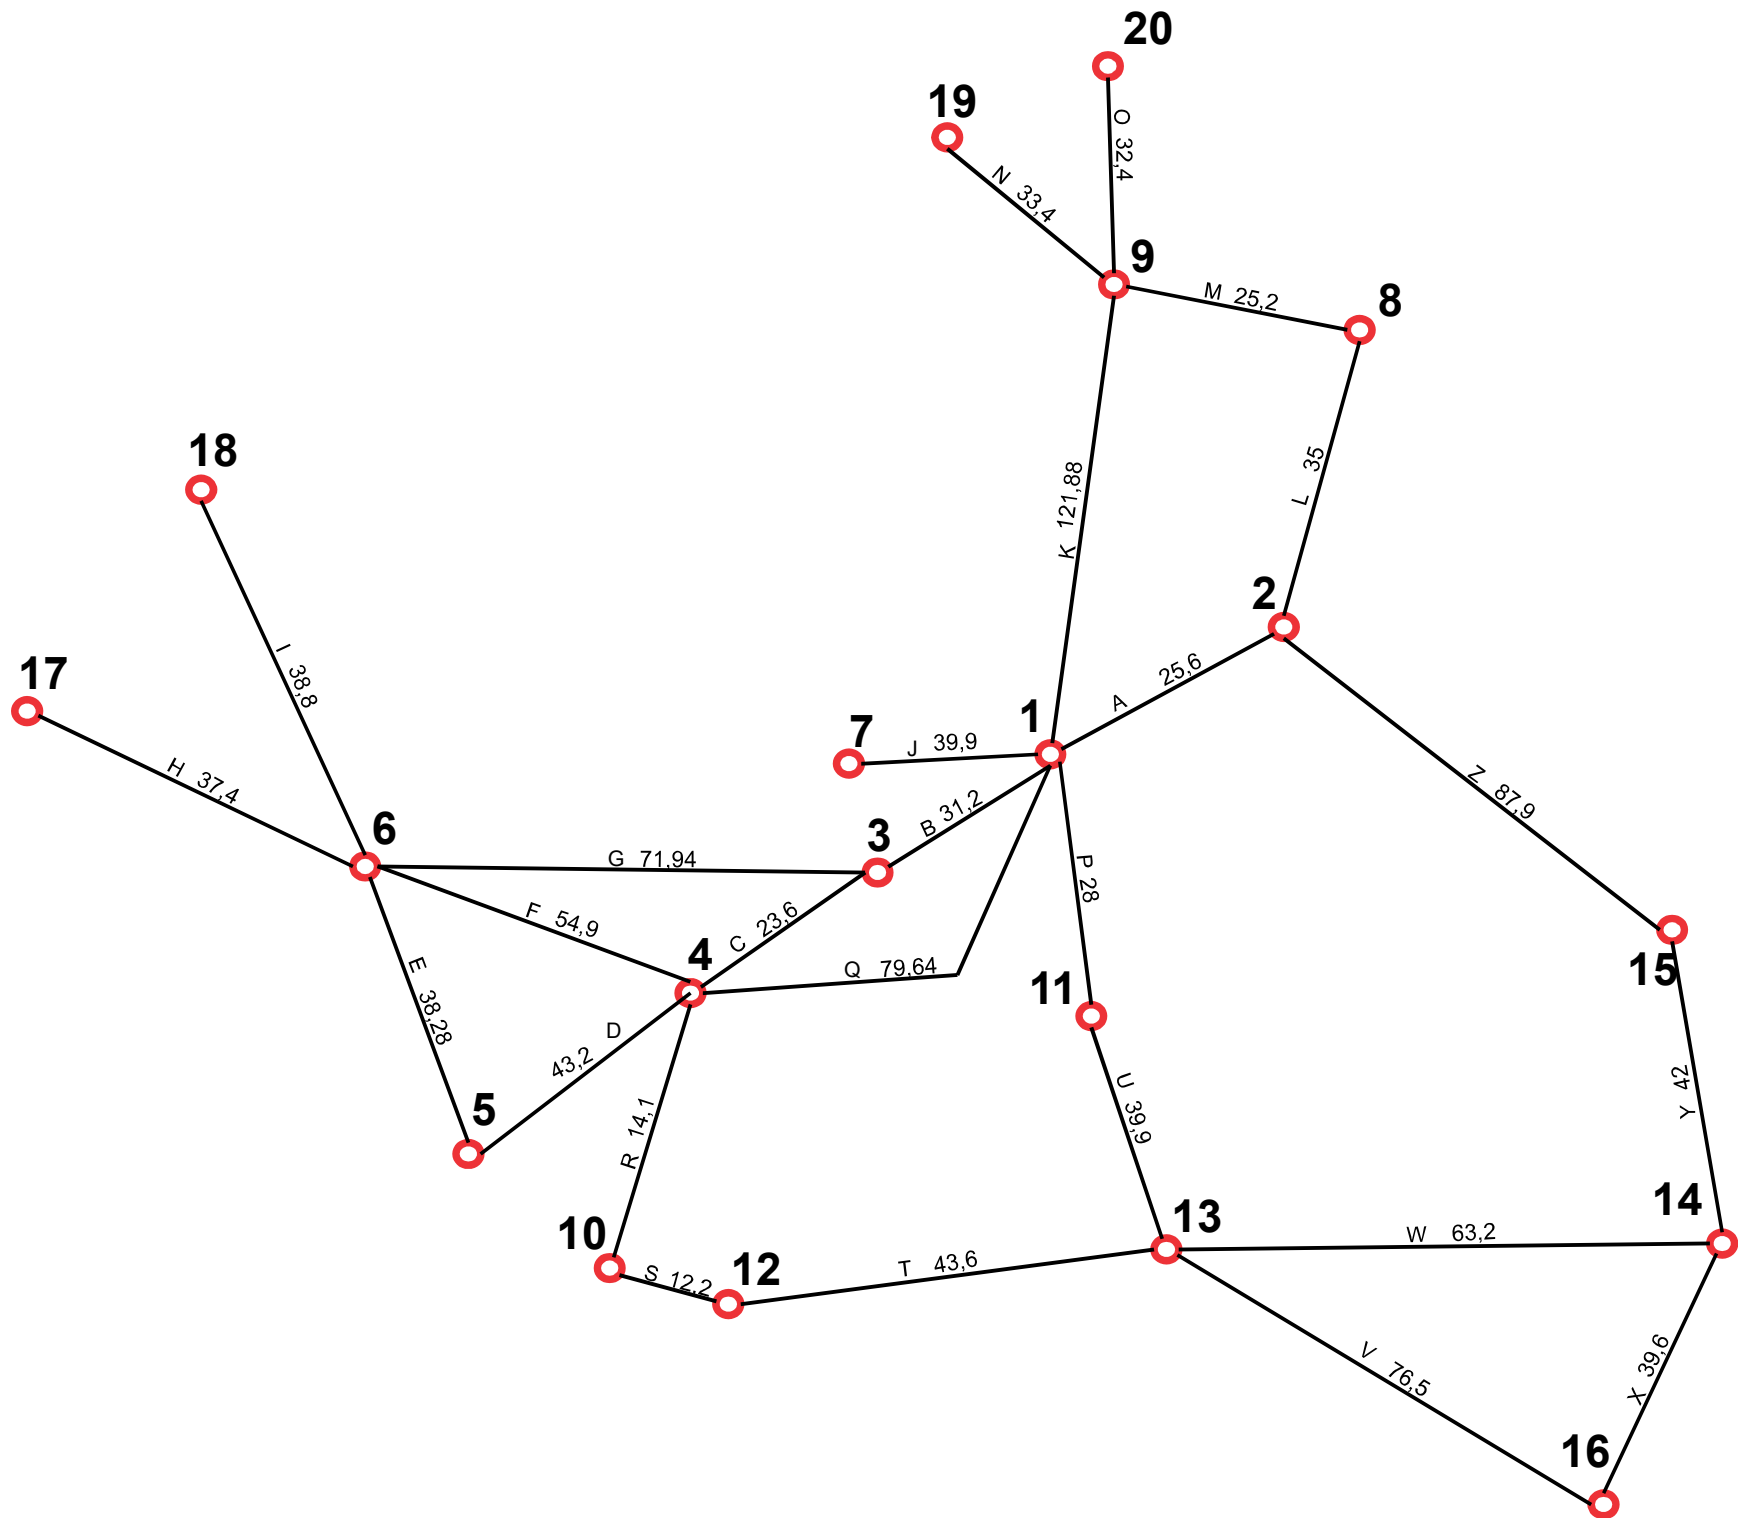 20
19
O 32,4
N 33,4
9
M 25,2
8
18
L 35
K 121,88
2
I 38,8
17
A 25,6
1
7
J 39,9
H 37,4
Z 87,9
B 31,2
6
3
G 71,94
P 28
F 54,9
C 23,6
4
Q 79,64
15
E 38,28
11
D 43,2
5
R 14,1
U 39,9
Y 42
14
13
10
W 63,2
S 12,2
12
T 43,6
V 76,5
X 39,6
16